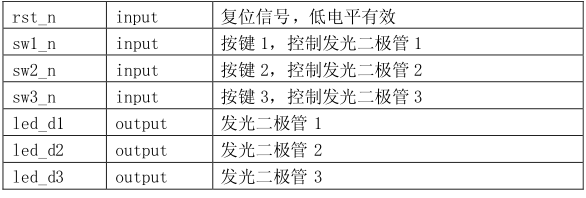 rst_n input 复位信号，低电平有效
sw1_n input 按键 1，控制发光二极管 1
sw2_n input 按键 2，控制发光二极管 2
sw3_n input 按键 3，控制发光二极管 3
led_d1 output 发光二极管 1
led_d2 output 发光二极管 2
led_d3 output 发光二极管 3